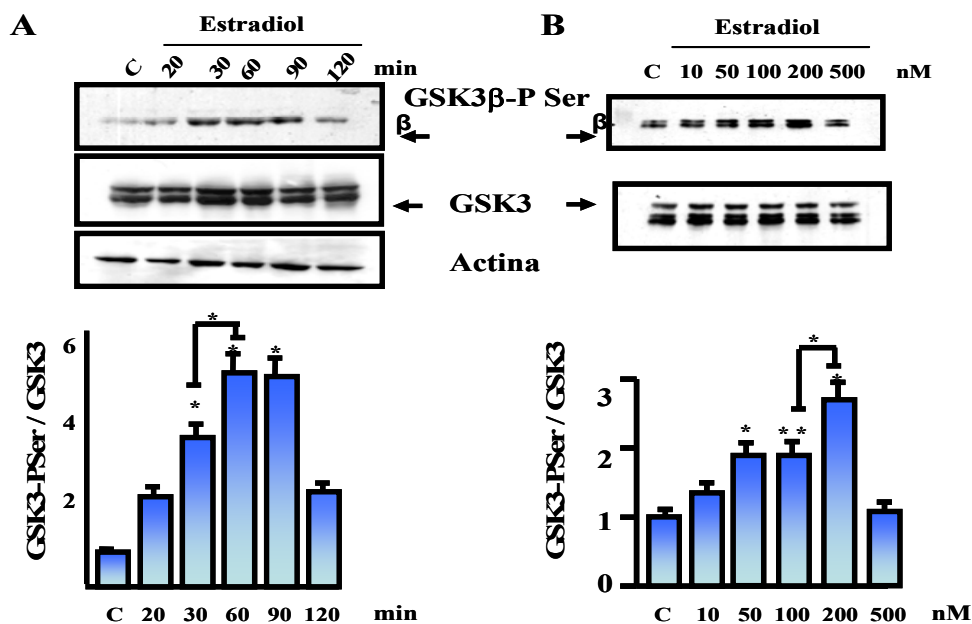 A
Estradiol
C 20 30 60 90 120 min
B
Estradiol
C 10 50 100 200 500 nM
GSK3β-P Ser
β
β
GSK3
Actina
*
* * *
GSK3-PSer / GSK3
6
4
2
C 20 30 60 90 120 min
*
* * * *
GSK3-PSer / GSK3
3
2
1
0
C 10 50 100 200 500 nM